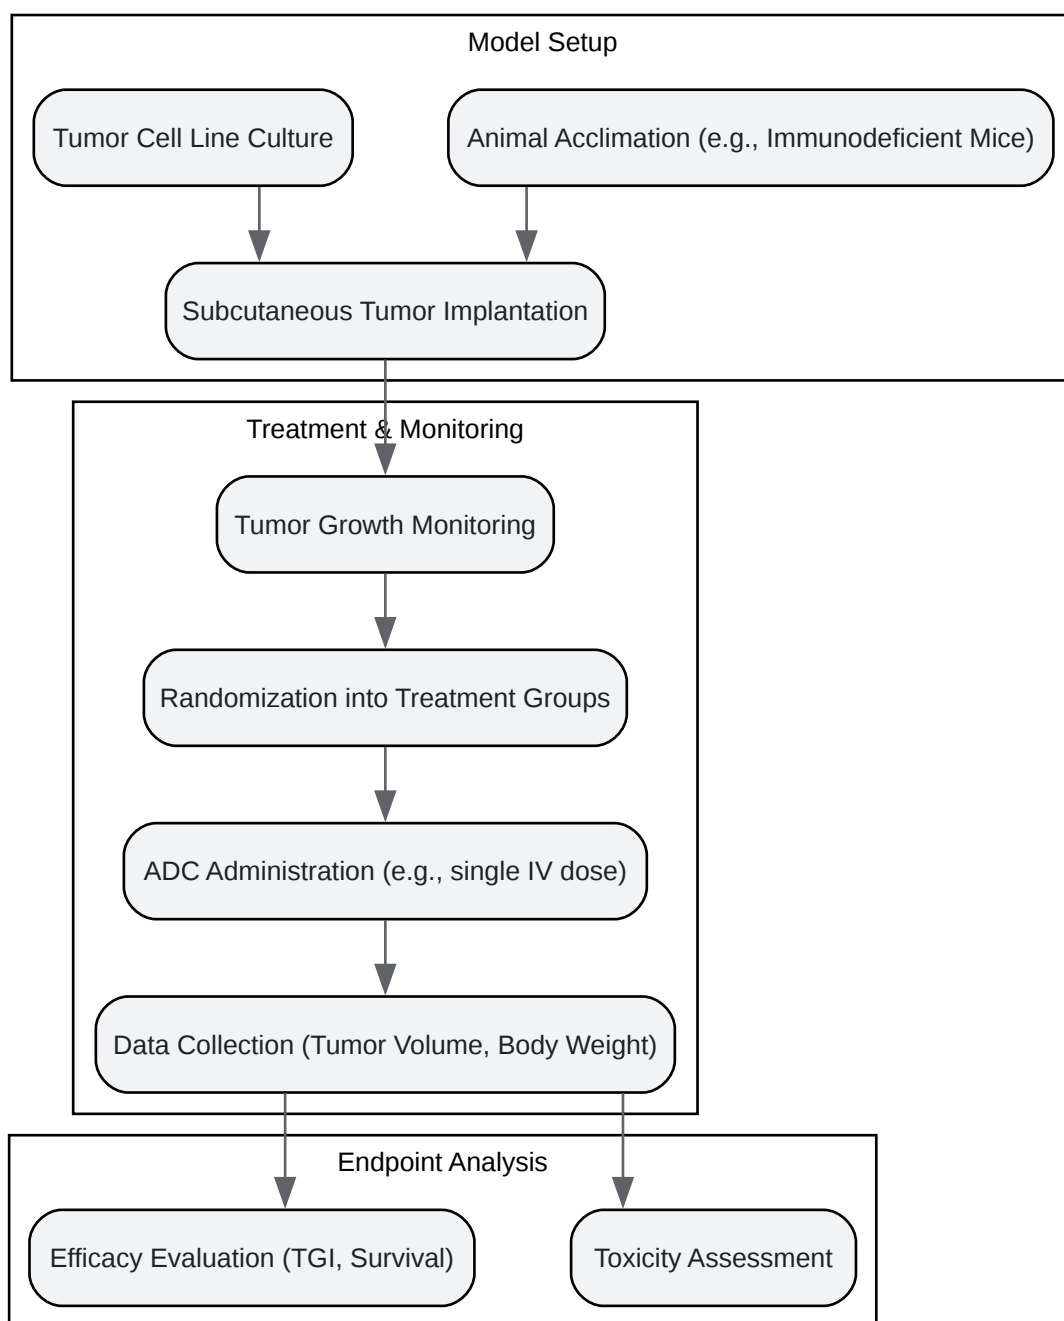 Model Setup
Tumor Cell Line Culture
Animal Acclimation (e.g., Immunodeficient Mice)
Subcutaneous Tumor Implantation
Treatment & Monitoring
Tumor Growth Monitoring
Randomization into Treatment Groups
ADC Administration (e.g., single IV dose)
Data Collection (Tumor Volume, Body Weight)
Endpoint Analysis
Efficacy Evaluation (TGI, Survival)
Toxicity Assessment